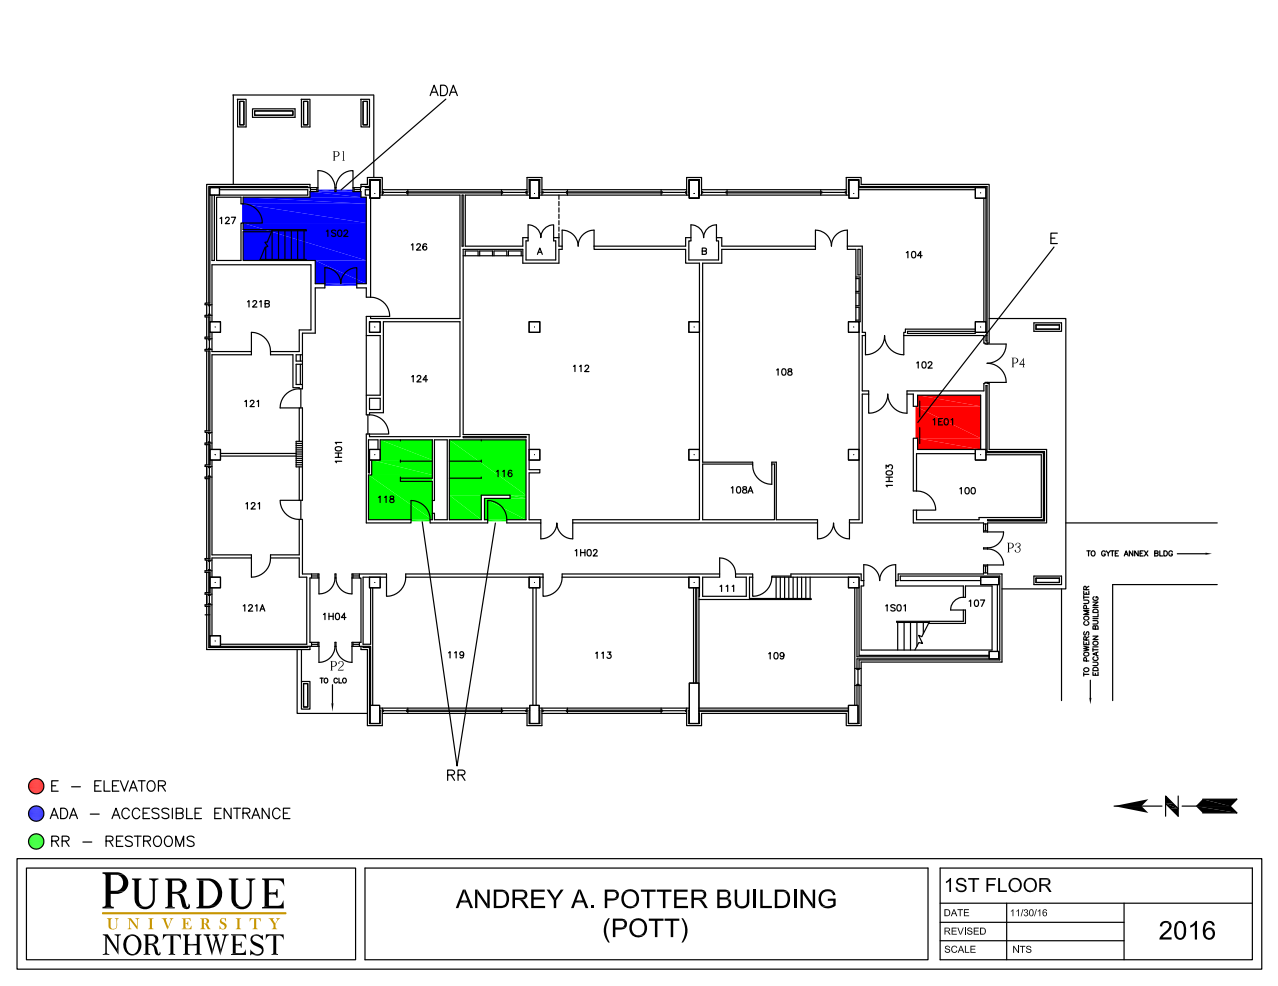 ADA
P1
127
1S02
126
A
B
104
E
121B
112
108
102
P4
124
121
1E01
1H01
116
118
108A
1H03
100
121
1H02
P3
TO GYTE ANNEX BLDG
111
121A
1H04
1S01
107
TO POWERS COMPUTER
EDUCATION BUILDING
119
113
109
P2
TO CLO
RR
E – ELEVATOR
ADA – ACCESSIBLE ENTRANCE
RR – RESTROOMS
N
PURDUE
UNIVERSITY
NORTHWEST
ANDREY A. POTTER BUILDING
(POTT)
1ST FLOOR
DATE 11/30/16
REVISED
SCALE NTS
2016